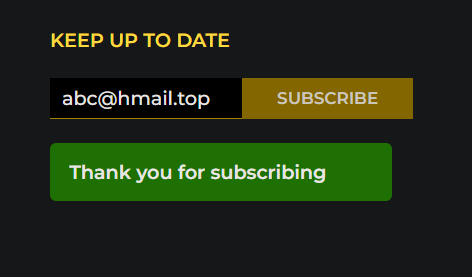 KEEP UP TO DATE
abc@hmail.top
SUBSCRIBE
Thank you for subscribing